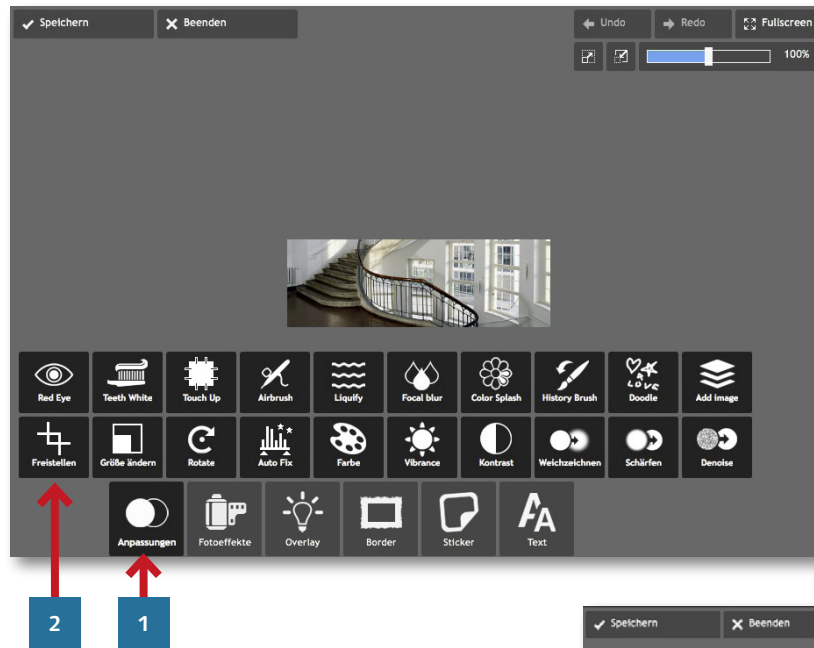 Speichern Beenden Undo Redo Fullscreen
100%
Red Eye Teeth White Touch Up Airbrush Liquify Focal blur Color Splash History Brush Doodle Add image
LOVE
Freistellen Größe ändern Rotate Auto Fix Farbe Vibrance Kontrast Weichzeichnen Schärfen Denoise
Anpassungen Fotoeffekte Overlay Border Sticker Text
2 1
Speichern Beenden